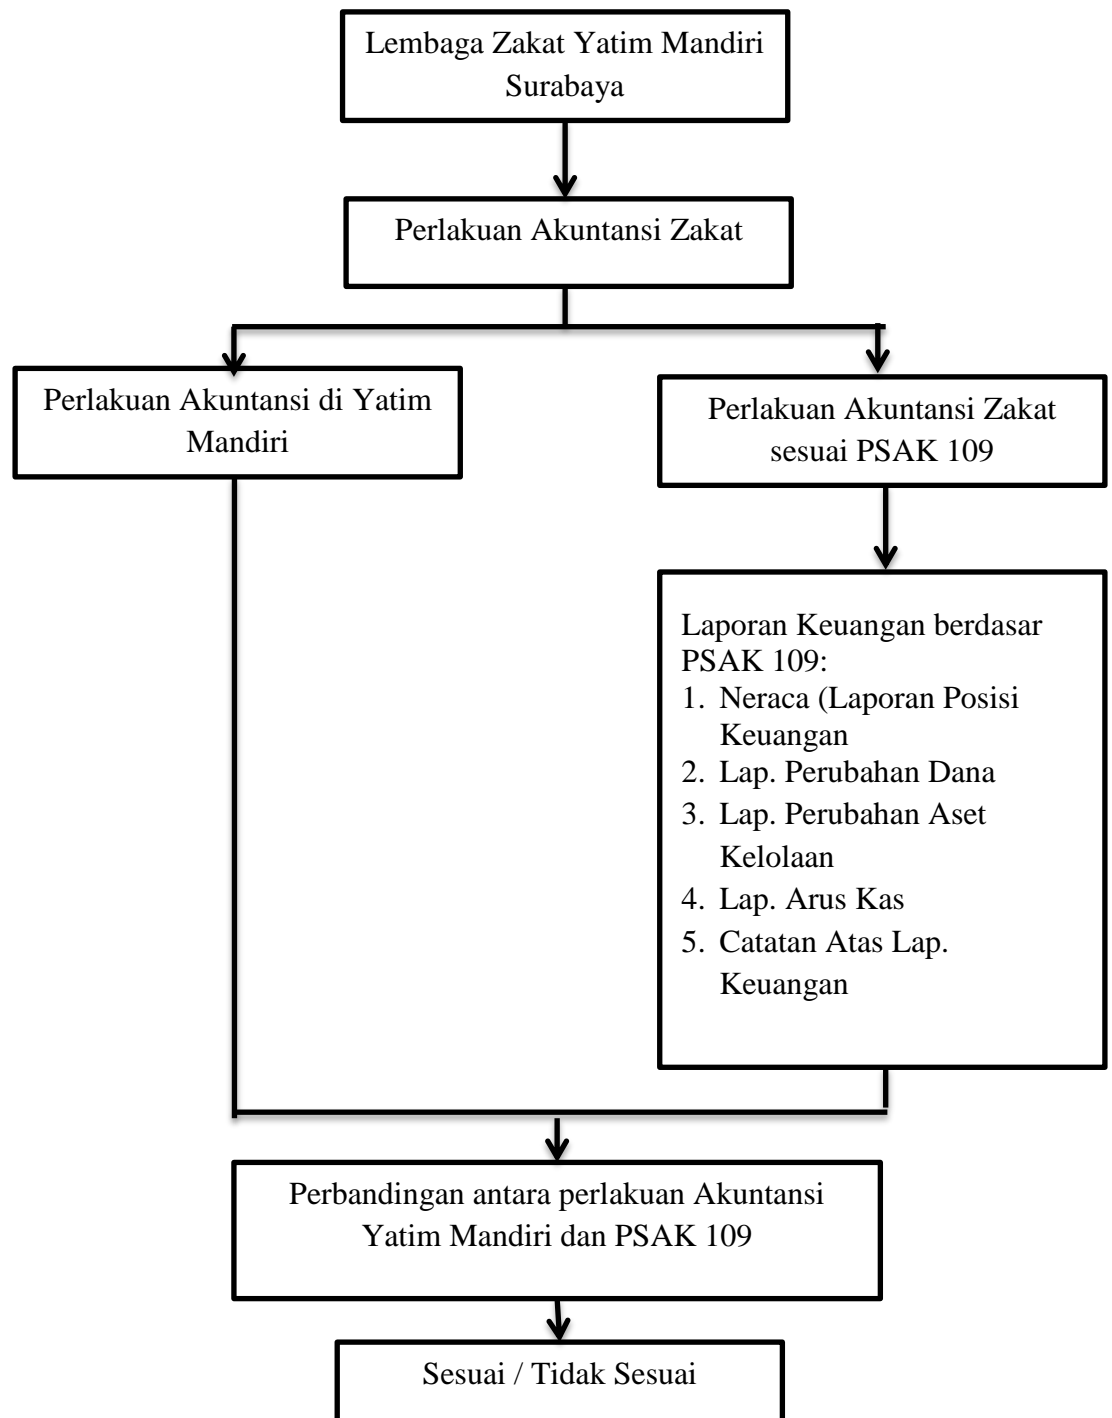 Lembaga Zakat Yatim Mandiri
Surabaya
Perlakuan Akuntansi Zakat
Perlakuan Akuntansi di Yatim
Mandiri
Perlakuan Akuntansi Zakat
sesuai PSAK 109
Laporan Keuangan berdasar
PSAK 109:
1. Neraca (Laporan Posisi
Keuangan
2. Lap. Perubahan Dana
3. Lap. Perubahan Aset
Kelolaan
4. Lap. Arus Kas
5. Catatan Atas Lap.
Keuangan
Perbandingan antara perlakuan Akuntansi
Yatim Mandiri dan PSAK 109
Sesuai / Tidak Sesuai